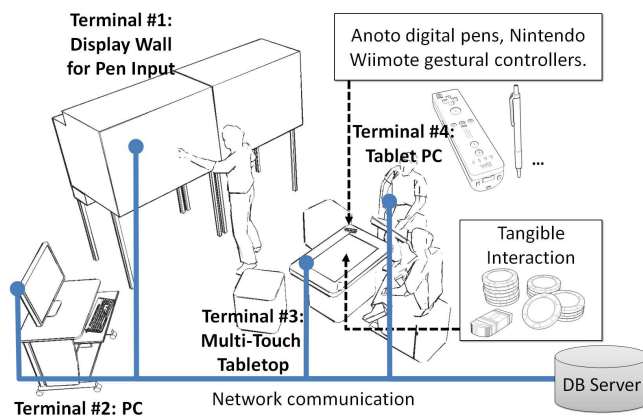 Terminal #1:
Display Wall
for Pen Input
Anoto digital pens, Nintendo
Wiimote gestural controllers.
Terminal #4:
Tablet PC
...
Tangible
Interaction
Terminal #3:
Multi-Touch
Tabletop
DB Server
Terminal #2: PC
Network communication